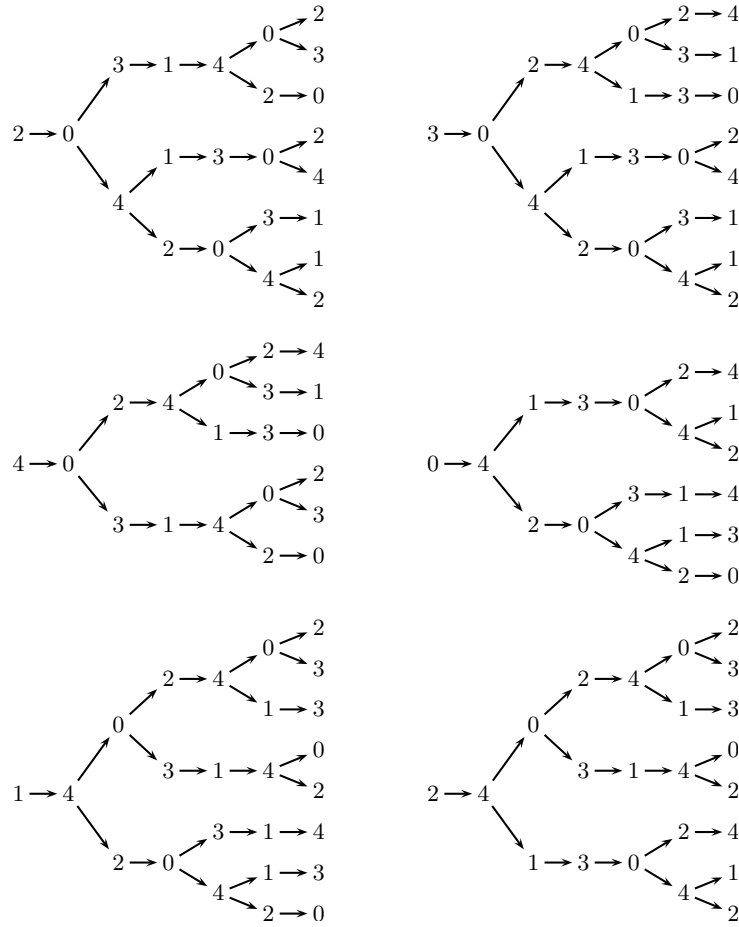 2 2 → 4
0 0
3 3 → 1
3 → 1 → 4 2 → 4
2 → 0 1 → 3 → 0
2 → 0 3 → 0
2 2
1 → 3 → 0 1 → 3 → 0
4 4
4 4
3 → 1 3 → 1
2 → 0 2 → 0
1 1
4 4
2 2
2 → 4
0 2 → 4
3 → 1
2 → 4 1 → 3 → 0
1
1 → 3 → 0 4
2
4 → 0 0 → 4
2
0 3 → 1 → 4
3
3 → 1 → 4 2 → 0
1 → 3
2 → 0 4
2 → 0
2 2
0 0
3 3
2 → 4 2 → 4
1 → 3 1 → 3
0 0
0 0
3 → 1 → 4 3 → 1 → 4
2 2
1 → 4 2 → 4
3 → 1 → 4 2 → 4
2 → 0 1 → 3 → 0
1 → 3 1
4 4
2 → 0 2